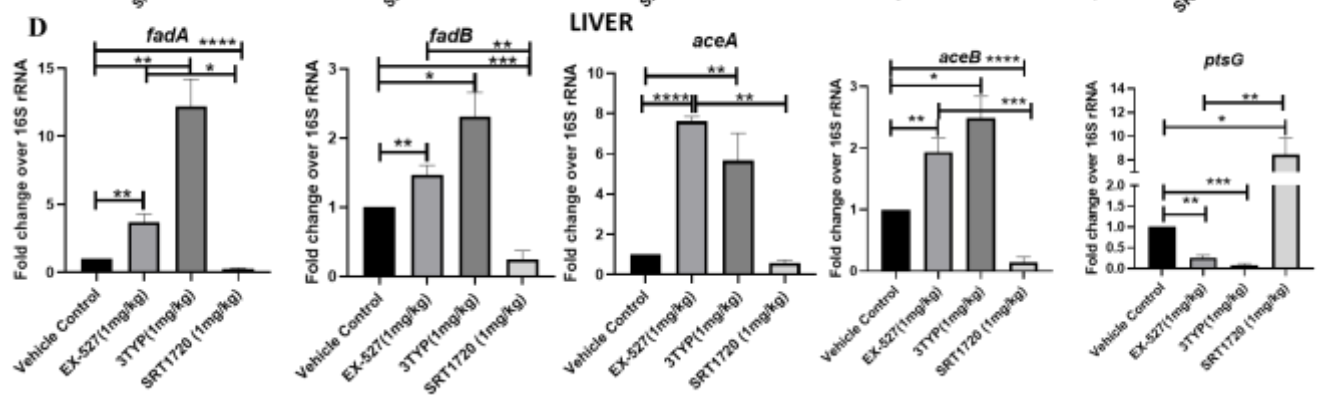 D
LIVER
fadA
****
**
*
**
Fold change over 16S rRNA
15
10
5
0
Vehicle Control
EX-527(1mg/kg)
3TYP(1mg/kg)
SRT1720 (1mg/kg)
fadB
**
***
*
**
Fold change over 16S rRNA
3
2
1
0
Vehicle Control
EX-527(1mg/kg)
3TYP(1mg/kg)
SRT1720 (1mg/kg)
aceA
**
****
**
Fold change over 16S rRNA
10
8
6
4
2
0
Vehicle Control
EX-527(1mg/kg)
3TYP(1mg/kg)
SRT1720 (1mg/kg)
aceB
****
*
***
**
Fold change over 16S rRNA
3
2
1
0
Vehicle Control
EX-527(1mg/kg)
3TYP(1mg/kg)
SRT1720 (1mg/kg)
ptsG
**
*
***
**
Fold change over 16S rRNA
14
12
10
8
6
2.0
1.5
1.0
0.5
0.0
Vehicle Control
EX-527(1mg/kg)
3TYP(1mg/kg)
SRT1720 (1mg/kg)